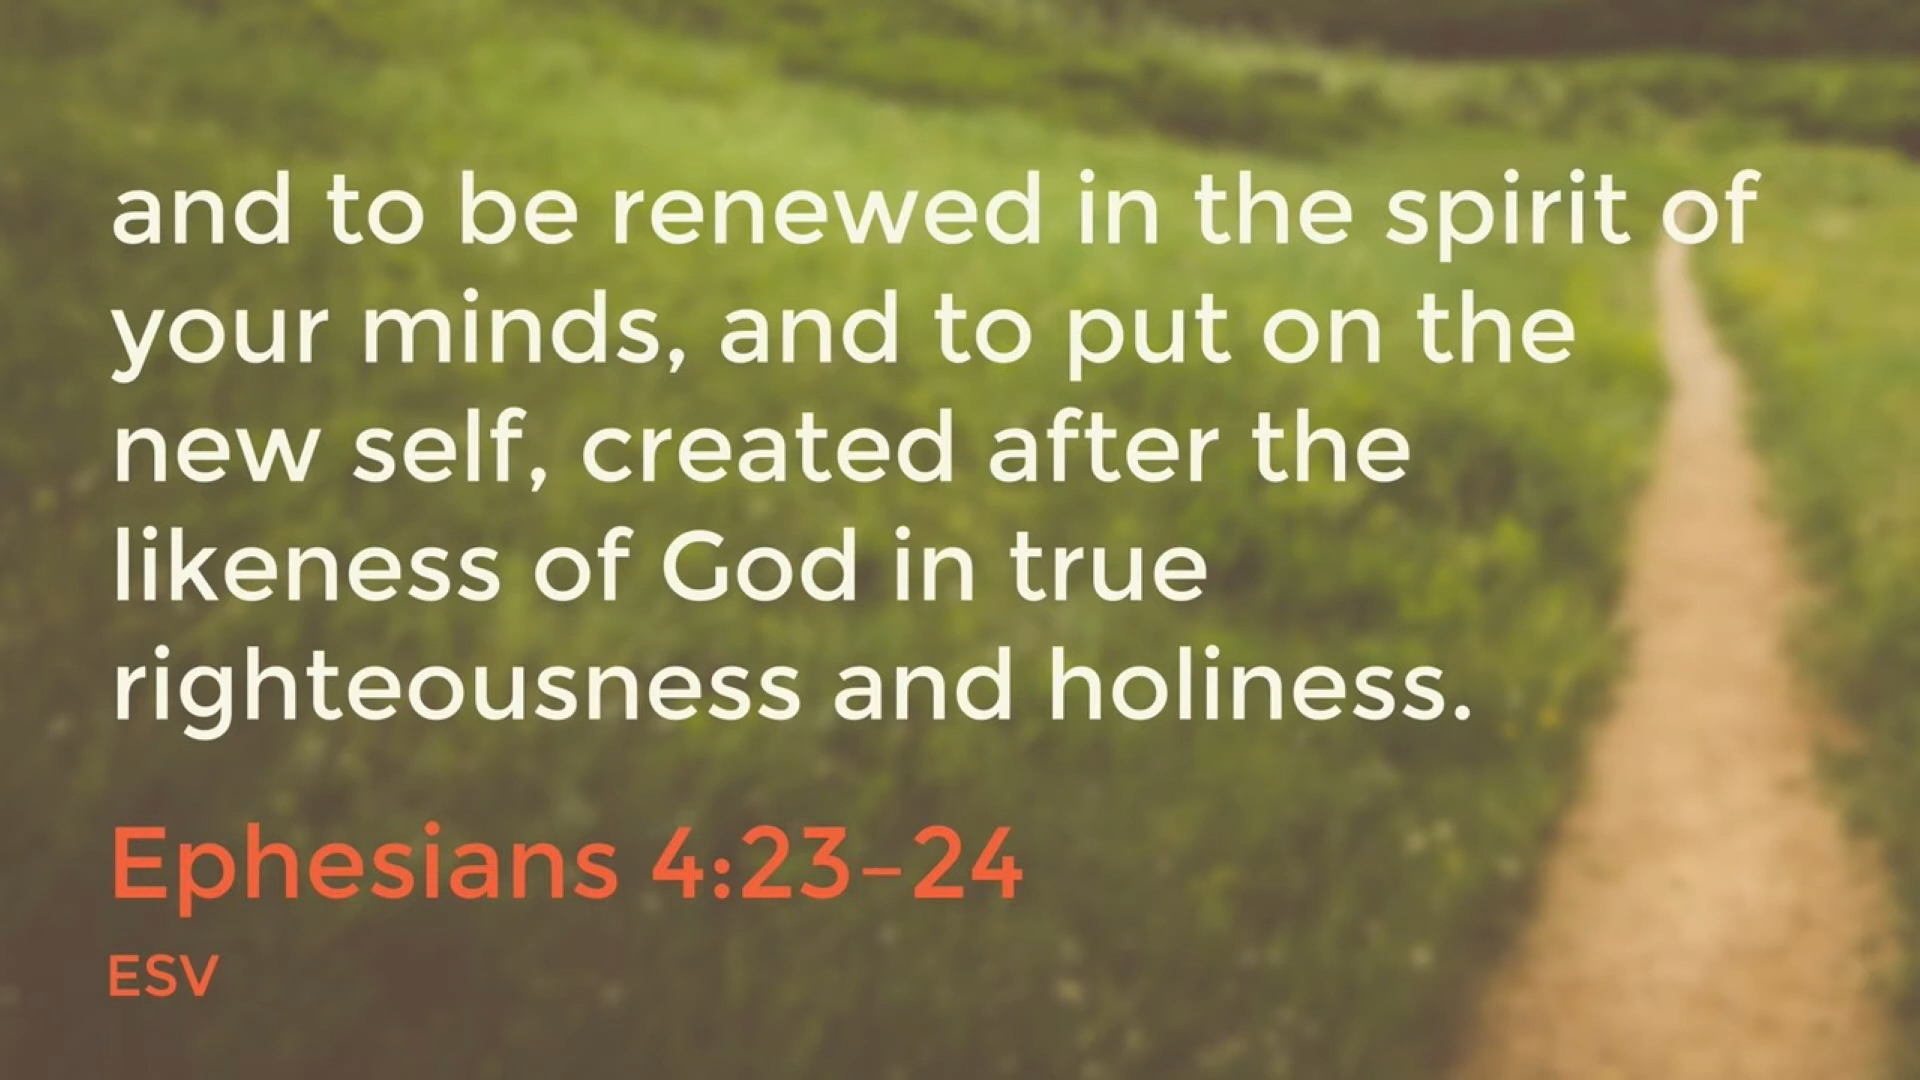 and to be renewed in the spirit of
your minds, and to put on the
new self, created after the
likeness of God in true
righteousness and holiness.
Ephesians 4:23–24
ESV